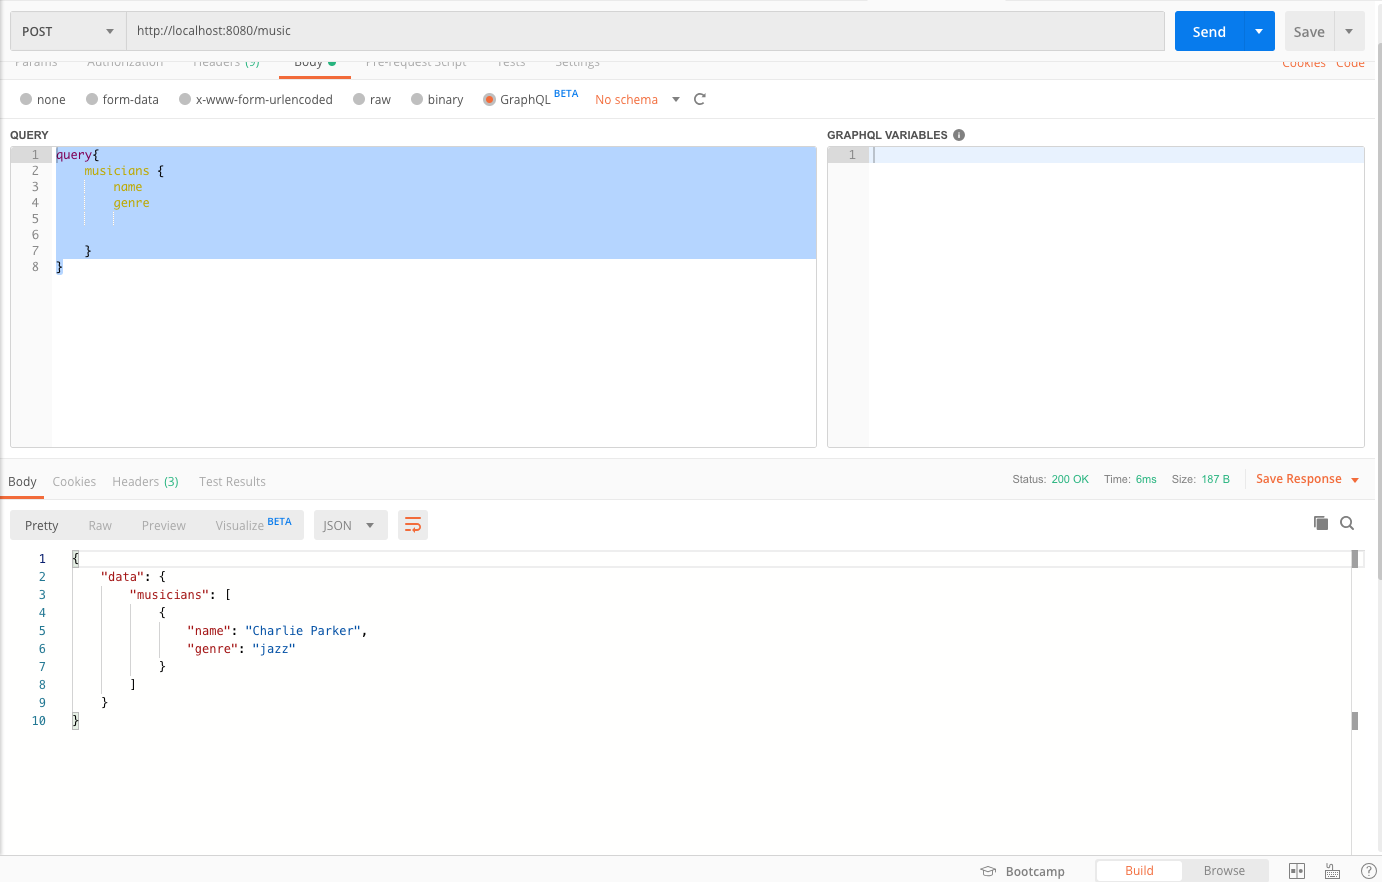 POST http://localhost:8080/music Send Save
Params Authorization Headers (9) Body Pre-request Script Tests Settings Cookies Code
none form-data x-www-form-urlencoded raw binary GraphQL BETA No schema
QUERY
1 query{
2 musicians {
3 name
4 genre
5
6
7 }
8 }
GRAPHQL VARIABLES
1
Body Cookies Headers (3) Test Results Status: 200 OK Time: 6ms Size: 187 B Save Response
Pretty Raw Preview Visualize BETA JSON
1 {
2 "data": {
3 "musicians": [
4 {
5 "name": "Charlie Parker",
6 "genre": "jazz"
7 }
8 ]
9 }
10 }
Bootcamp Build Browse